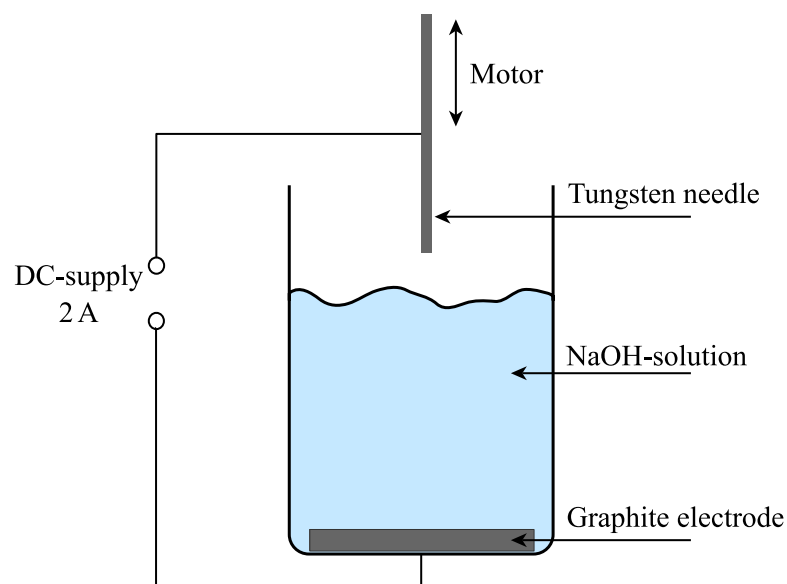 Motor
Tungsten needle
DC-supply
2 A
NaOH-solution
Graphite electrode